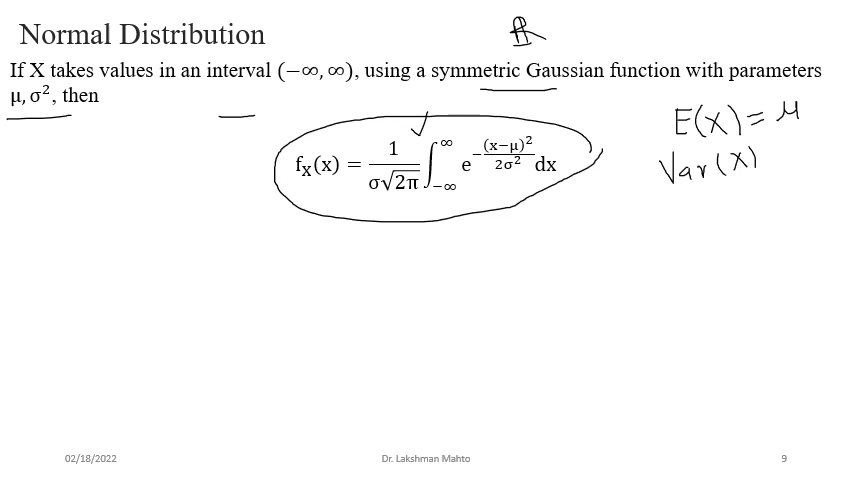 Normal Distribution
If X takes values in an interval (−∞, ∞), using a symmetric Gaussian function with parameters
μ, σ², then
E(X) = μ
f_X(x) = 1/(σ√2π) ∫_{−∞}^{∞} e^{−(x−μ)²/2σ²} dx
Var(X)
02/18/2022
Dr. Lakshman Mahto
9